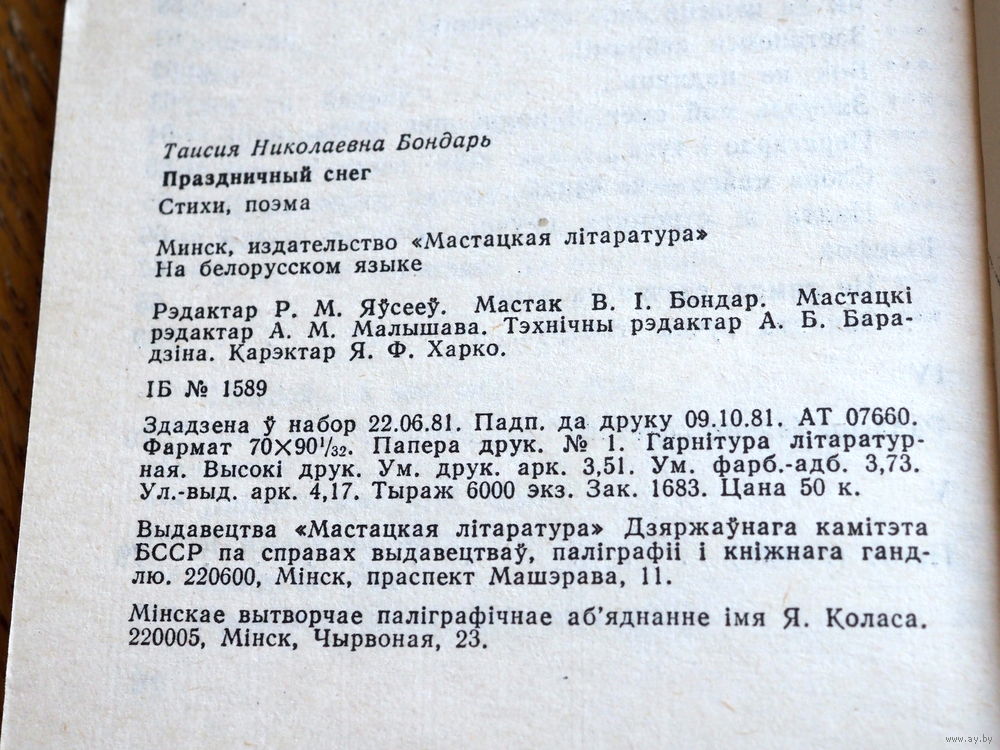 Таисия Николаевна Бондарь
Праздничный снег
Стихи, поэма
Минск, издательство «Мастацкая літаратура»
На белорусском языке
Рэдактар Р. М. Яўсееў. Мастак В. І. Бондар. Мастацкі
рэдактар А. М. Малышава. Тэхнічны рэдактар А. Б. Бара-
дзіна. Карэктар Я. Ф. Харко.
ІБ № 1589
Здадзена ў набор 22.06.81. Падп. да друку 09.10.81. АТ 07660.
Фармат 70×90¹/₃₂. Папера друк. № 1. Гарнітура літаратур-
ная. Высокі друк. Ум. друк. арк. 3,51. Ум. фарб.-адб. 3,73.
Ул.-выд. арк. 4,17. Тыраж 6000 экз. Зак. 1683. Цана 50 к.
Выдавецтва «Мастацкая літаратура» Дзяржаўнага камітэта
БССР па справах выдавецтваў, паліграфіі і кніжнага ганд-
лю. 220600, Мінск, праспект Машэрава, 11.
Мінскае вытворчае паліграфічнае аб’яднанне імя Я. Коласа.
220005, Мінск, Чырвоная, 23.
www.ay.by